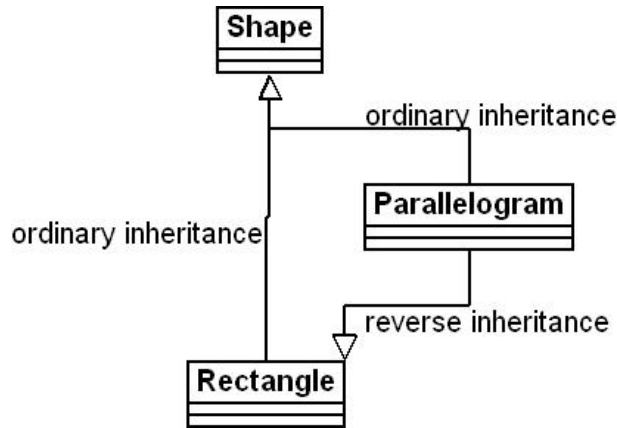 Shape
ordinary inheritance
Parallelogram
ordinary inheritance
reverse inheritance
Rectangle